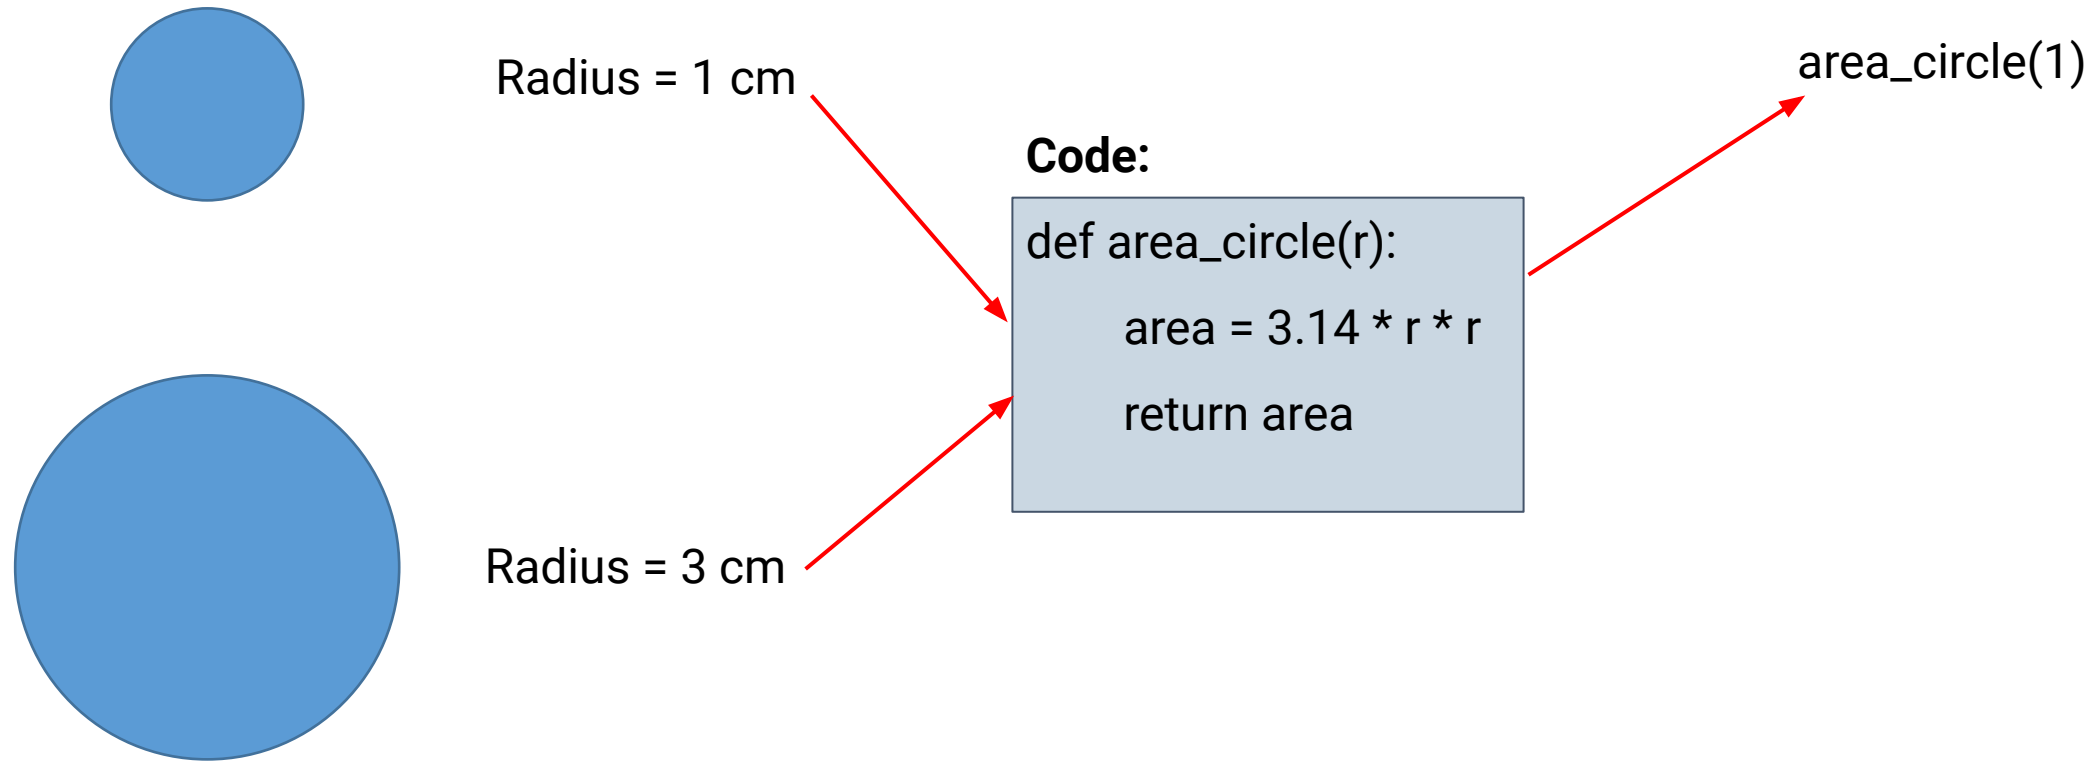 Radius = 1 cm
area_circle(1)
Code:
def area_circle(r):
area = 3.14 * r * r
return area
Radius = 3 cm